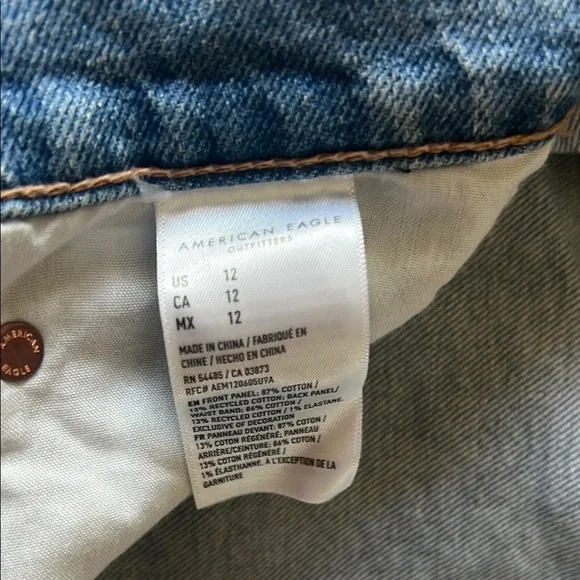 AMERICAN EAGLE
OUTFITTERS
US 12
CA 12
MX 12
MADE IN CHINA / FABRIQUÉ EN
CHINE / HECHO EN CHINA
RN 54485 / CA 03873
RFC# AEM120605U9A
EN FRONT PANEL: 87% COTTON /
13% RECYCLED COTTON: BACK PANEL/
WAIST BAND: 86% COTTON /
13% RECYCLED COTTON / 1% ELASTANE.
EXCLUSIVE OF DECORATION
FR PANNEAU DEVANT: 87% COTON /
13% COTON RÉGÉNÉRÉ; PANNEAU
ARRIÈRE/CEINTURE: 86% COTON /
13% COTON RÉGÉNÉRÉ /
1% ÉLASTHANNE. À L'EXCEPTION DE LA
GARNITURE
AMERICAN
EAGLE